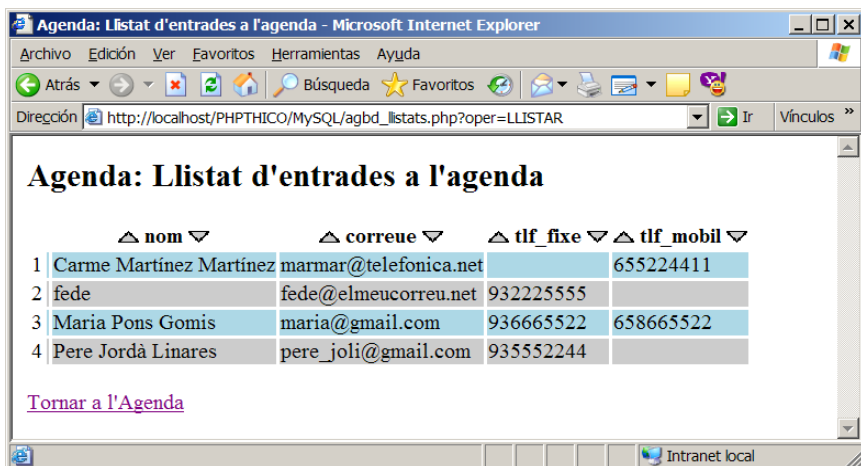 Agenda: Llistat d'entrades a l'agenda - Microsoft Internet Explorer
Archivo Edición Ver Favoritos Herramientas Ayuda
Atrás Búsqueda Favoritos
Dirección http://localhost/PHPTHICO/MySQL/agbd_llistats.php?oper=LLISTAR Ir Vínculos »
Agenda: Llistat d'entrades a l'agenda
nom correue tlf_fixe tlf_mobil
1 Carme Martínez Martínez marmar@telefonica.net 655224411
2 fede fede@elmeucorreu.net 932225555
3 Maria Pons Gomis maria@gmail.com 936665522 658665522
4 Pere Jordà Linares pere_joli@gmail.com 935552244
Tornar a l'Agenda
Intranet local